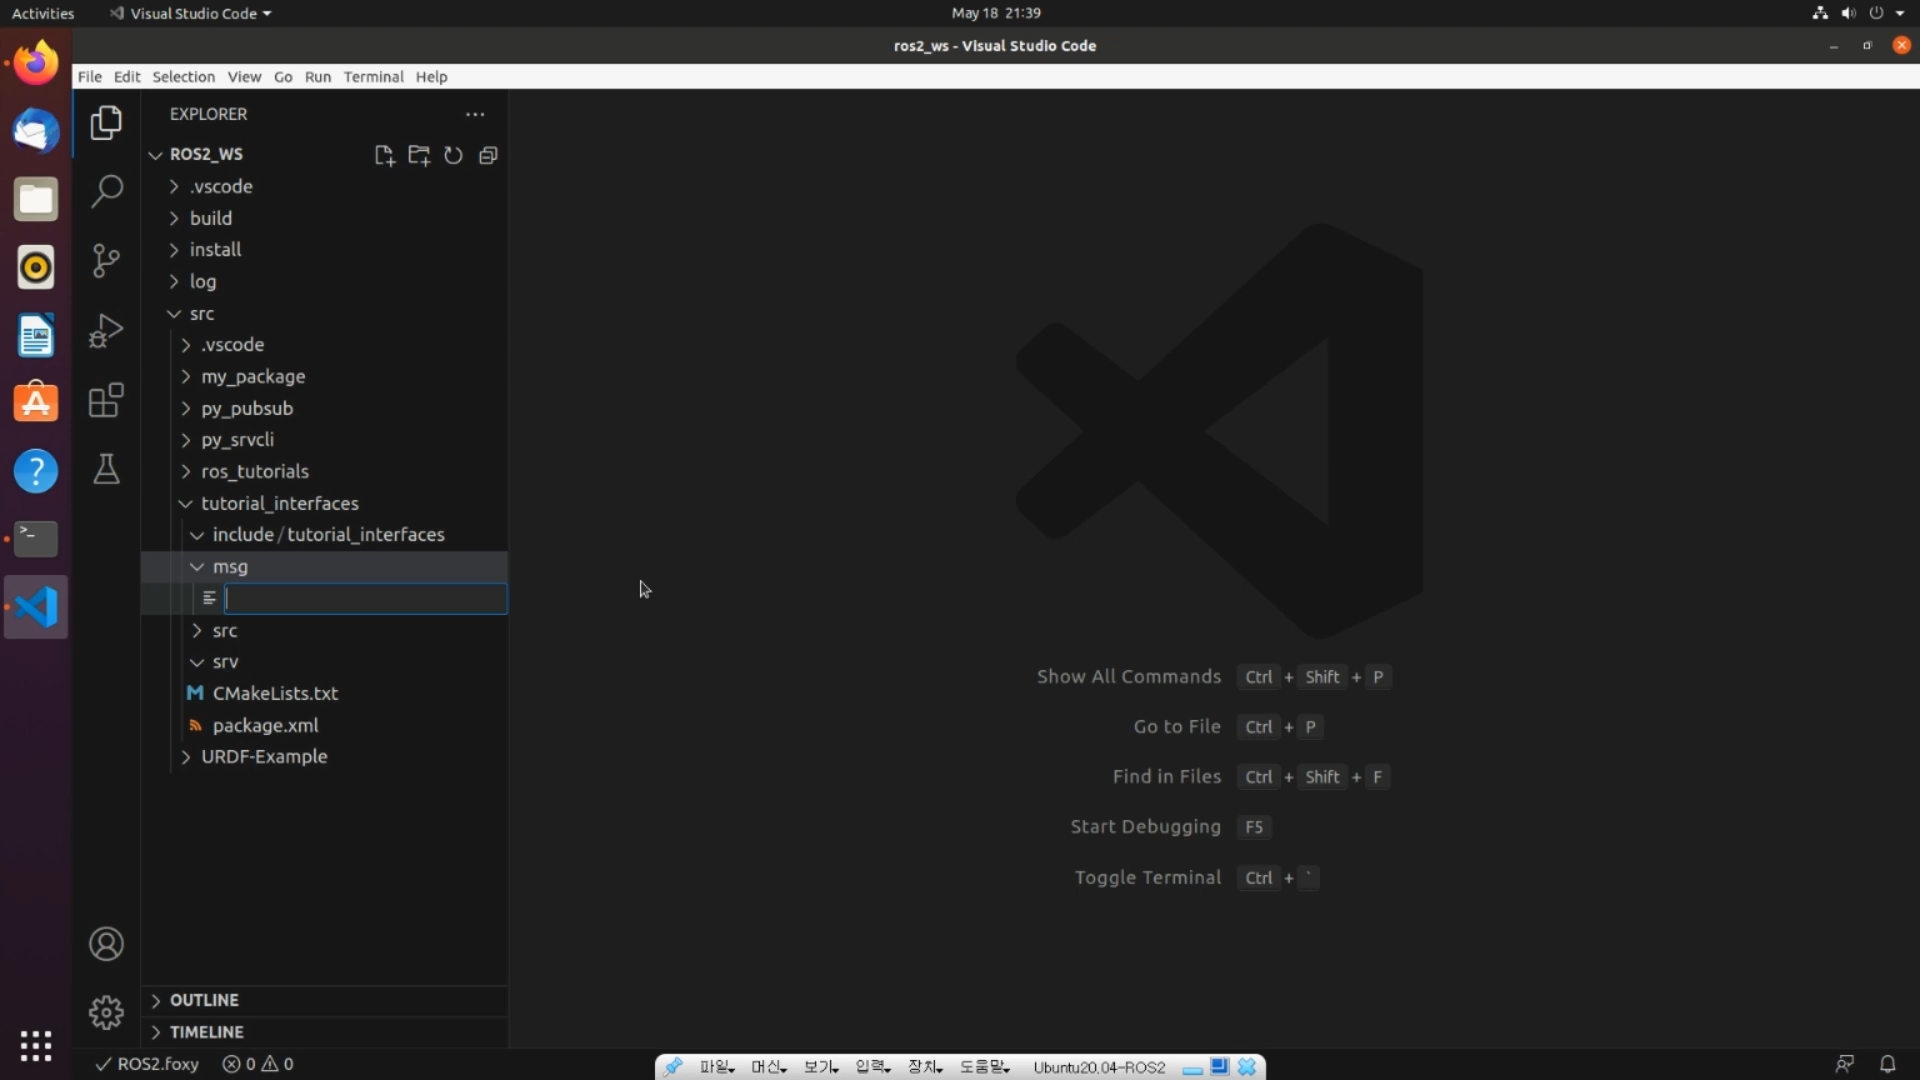 Activities
Visual Studio Code
May 18 21:39
ros2_ws - Visual Studio Code
File Edit Selection View Go Run Terminal Help
EXPLORER
ROS2_WS
.vscode
build
install
log
src
.vscode
my_package
py_pubsub
py_srvcli
ros_tutorials
tutorial_interfaces
include / tutorial_interfaces
msg
src
srv
CMakeLists.txt
package.xml
URDF-Example
Show All Commands Ctrl + Shift + P
Go to File Ctrl + P
Find in Files Ctrl + Shift + F
Start Debugging F5
Toggle Terminal Ctrl + `
OUTLINE
TIMELINE
ROS2.foxy 0 0
파일 머신 보기 입력 장치 도움말 Ubuntu20.04-ROS2